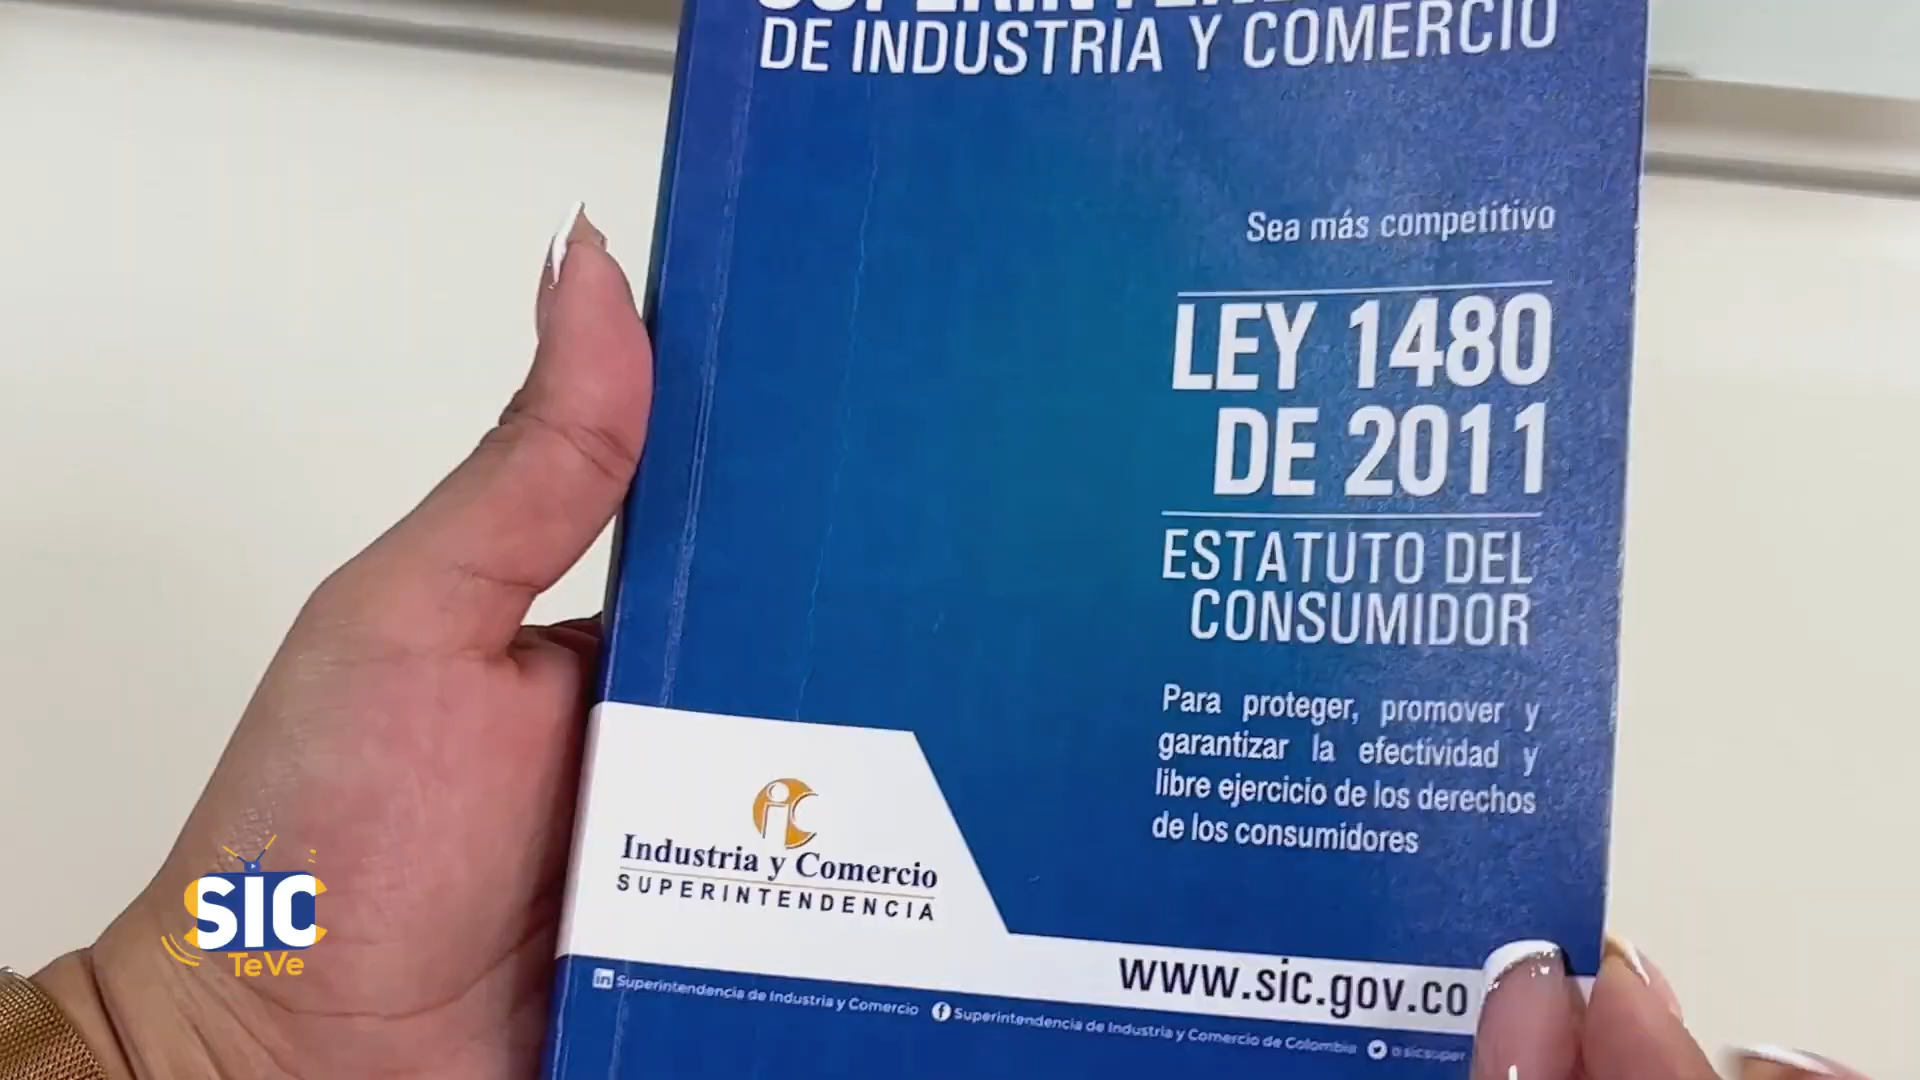 DE INDUSTRIA Y COMERCIO
Sea más competitivo
LEY 1480
DE 2011
ESTATUTO DEL
CONSUMIDOR
Para proteger, promover y
garantizar la efectividad y
libre ejercicio de los derechos
de los consumidores
Industria y Comercio
SUPERINTENDENCIA
www.sic.gov.co
Superintendencia de Industria y Comercio
Superintendencia de Industria y Comercio de Colombia
@sicsuper
SIC
TeVe